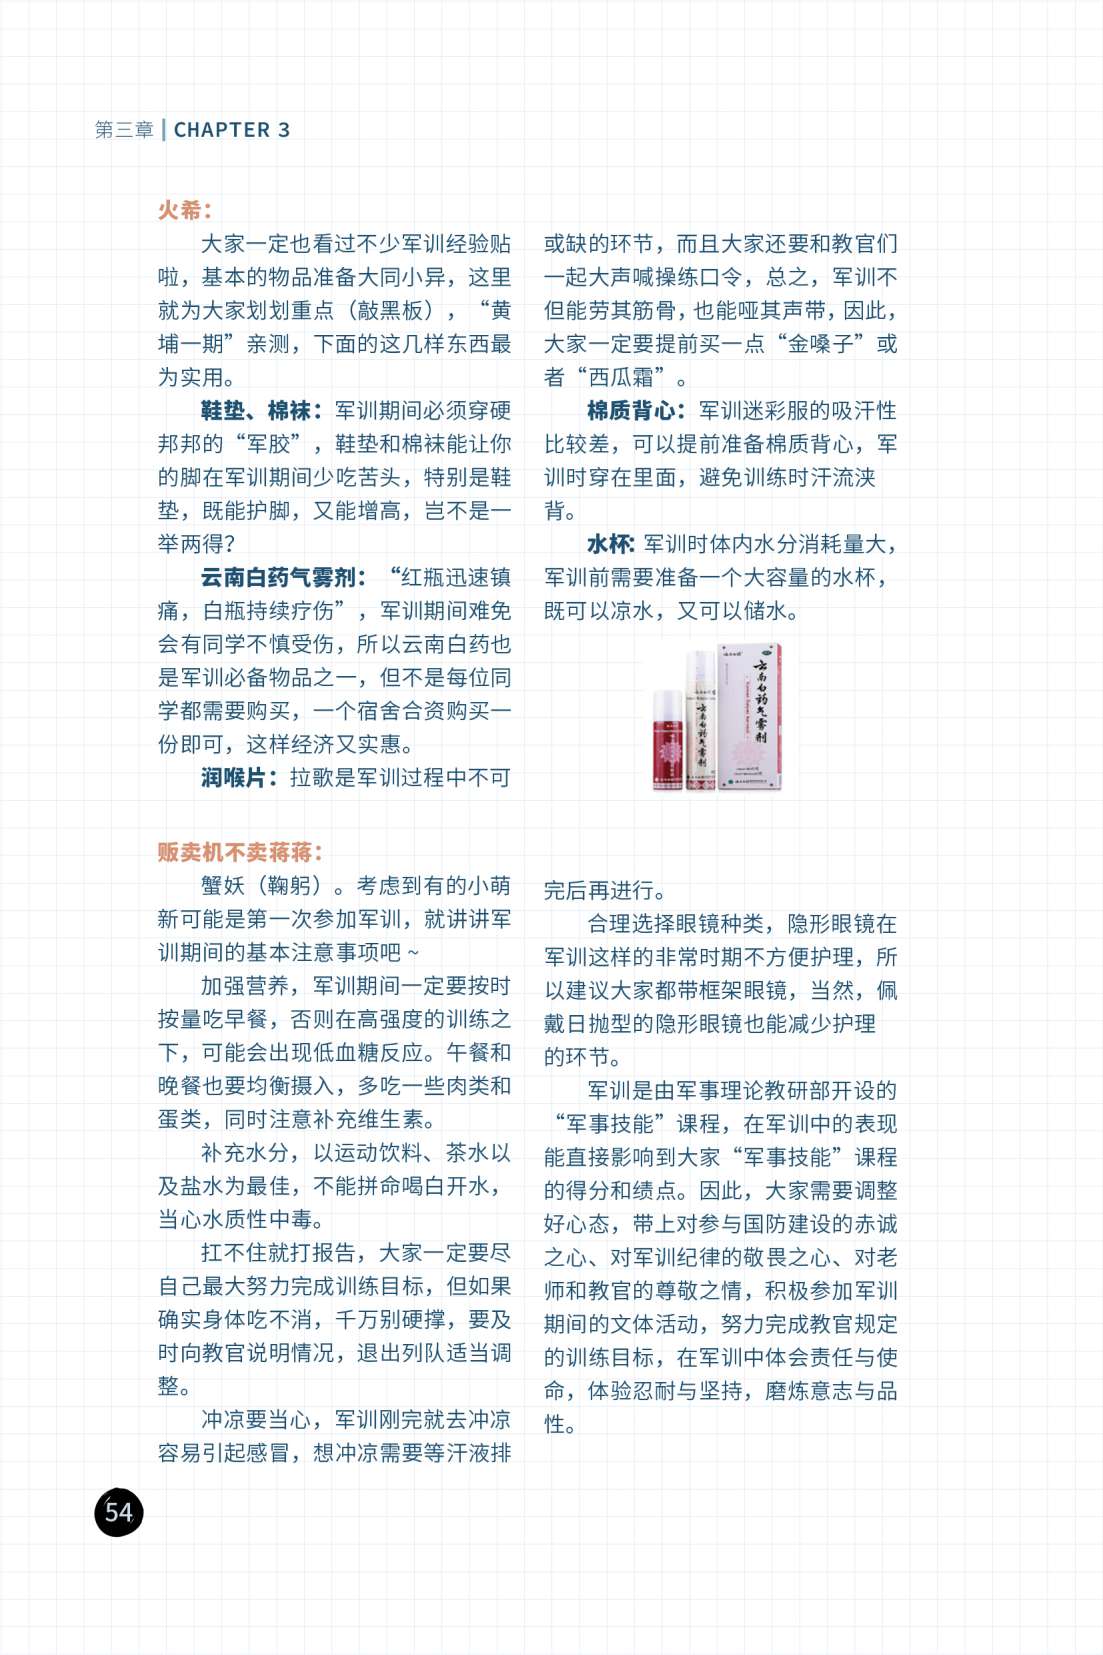 第三章 | CHAPTER 3
火希：
大家一定也看过不少军训经验贴
啦，基本的物品准备大同小异，这里
就为大家划划重点（敲黑板），“黄
埔一期”亲测，下面的这几样东西最
为实用。
鞋垫、棉袜：军训期间必须穿硬
邦邦的“军胶”，鞋垫和棉袜能让你
的脚在军训期间少吃苦头，特别是鞋
垫，既能护脚，又能增高，岂不是一
举两得？
云南白药气雾剂：“红瓶迅速镇
痛，白瓶持续疗伤”，军训期间难免
会有同学不慎受伤，所以云南白药也
是军训必备物品之一，但不是每位同
学都需要购买，一个宿舍合资购买一
份即可，这样经济又实惠。
润喉片：拉歌是军训过程中不可
或缺的环节，而且大家还要和教官们
一起大声喊操练口令，总之，军训不
但能劳其筋骨，也能哑其声带，因此，
大家一定要提前买一点“金嗓子”或
者“西瓜霜”。
棉质背心：军训迷彩服的吸汗性
比较差，可以提前准备棉质背心，军
训时穿在里面，避免训练时汗流浃
背。
水杯：军训时体内水分消耗量大，
军训前需要准备一个大容量的水杯，
既可以凉水，又可以储水。
云南白药气雾剂
云南白药气雾剂
贩卖机不卖蒋蒋：
蟹妖（鞠躬）。考虑到有的小萌
新可能是第一次参加军训，就讲讲军
训期间的基本注意事项吧 ~
加强营养，军训期间一定要按时
按量吃早餐，否则在高强度的训练之
下，可能会出现低血糖反应。午餐和
晚餐也要均衡摄入，多吃一些肉类和
蛋类，同时注意补充维生素。
补充水分，以运动饮料、茶水以
及盐水为最佳，不能拼命喝白开水，
当心水质性中毒。
扛不住就打报告，大家一定要尽
自己最大努力完成训练目标，但如果
确实身体吃不消，千万别硬撑，要及
时向教官说明情况，退出列队适当调
整。
冲凉要当心，军训刚完就去冲凉
容易引起感冒，想冲凉需要等汗液排
完后再进行。
合理选择眼镜种类，隐形眼镜在
军训这样的非常时期不方便护理，所
以建议大家都带框架眼镜，当然，佩
戴日抛型的隐形眼镜也能减少护理
的环节。
军训是由军事理论教研部开设的
“军事技能”课程，在军训中的表现
能直接影响到大家“军事技能”课程
的得分和绩点。因此，大家需要调整
好心态，带上对参与国防建设的赤诚
之心、对军训纪律的敬畏之心、对老
师和教官的尊敬之情，积极参加军训
期间的文体活动，努力完成教官规定
的训练目标，在军训中体会责任与使
命，体验忍耐与坚持，磨炼意志与品
性。
54